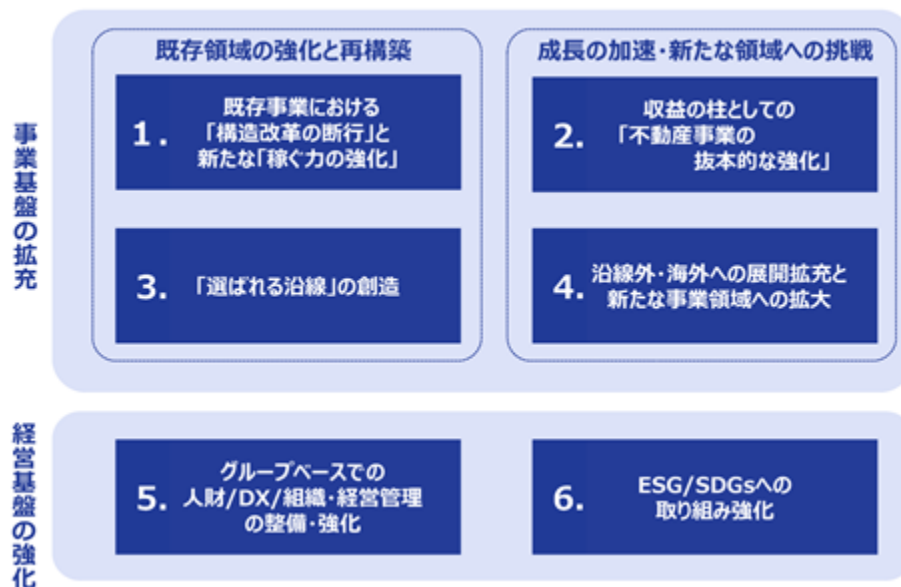 事業基盤の拡充
既存領域の強化と再構築
1.
既存事業における
「構造改革の断行」と
新たな「稼ぐ力の強化」
3.
「選ばれる沿線」の創造
成長の加速・新たな領域への挑戦
2.
収益の柱としての
「不動産事業の
抜本的な強化」
4.
沿線外・海外への展開拡充と
新たな事業領域への拡大
経営基盤の強化
5.
グループベースでの
人財/DX/組織・経営管理
の整備・強化
6.
ESG/SDGsへの
取り組み強化